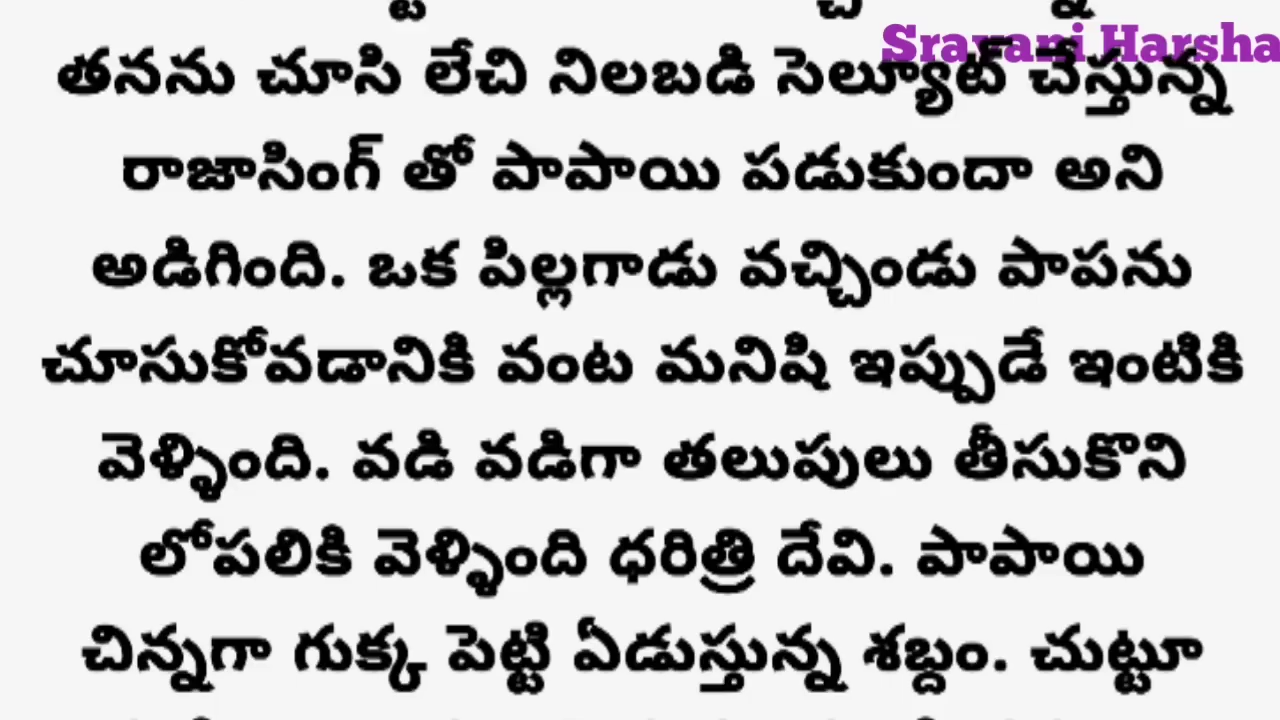 Sravani Harsha
తనను చూసి లేచి నిలబడి సెల్యూట్ చేస్తున్న
రాజాసింగ్ తో పాపాయి పడుకుందా అని
అడిగింది. ఒక పిల్లగాడు వచ్చిండు పాపను
చూసుకోవడానికి వంట మనిషి ఇప్పుడే ఇంటికి
వెళ్ళింది. వడి వడిగా తలుపులు తీసుకొని
లోపలికి వెళ్ళింది ధరిత్రి దేవి. పాపాయి
చిన్నగా గుక్క పెట్టి ఏడుస్తున్న శబ్దం. చుట్టూ